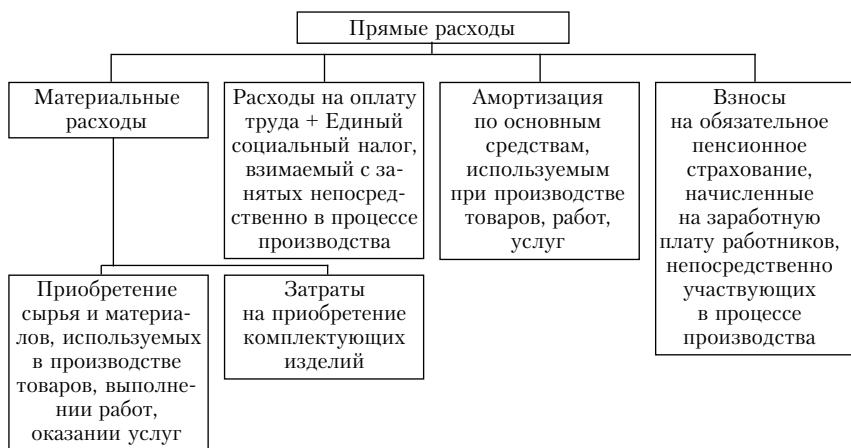 Прямые расходы
Материальные
расходы
Расходы на оплату
труда + Единый
социальный налог,
взимаемый с за-
нятых непосред-
ственно в процессе
производства
Амортизация
по основным
средствам,
используемым
при производстве
товаров, работ,
услуг
Взносы
на обязательное
пенсионное
страхование,
начисленные
на заработную
плату работников,
непосредственно
участвующих
в процессе
производства
Приобретение
сырья и материа-
лов, используемых
в производстве
товаров, выполне-
нии работ,
оказании услуг
Затраты
на приобретение
комплектующих
изделий